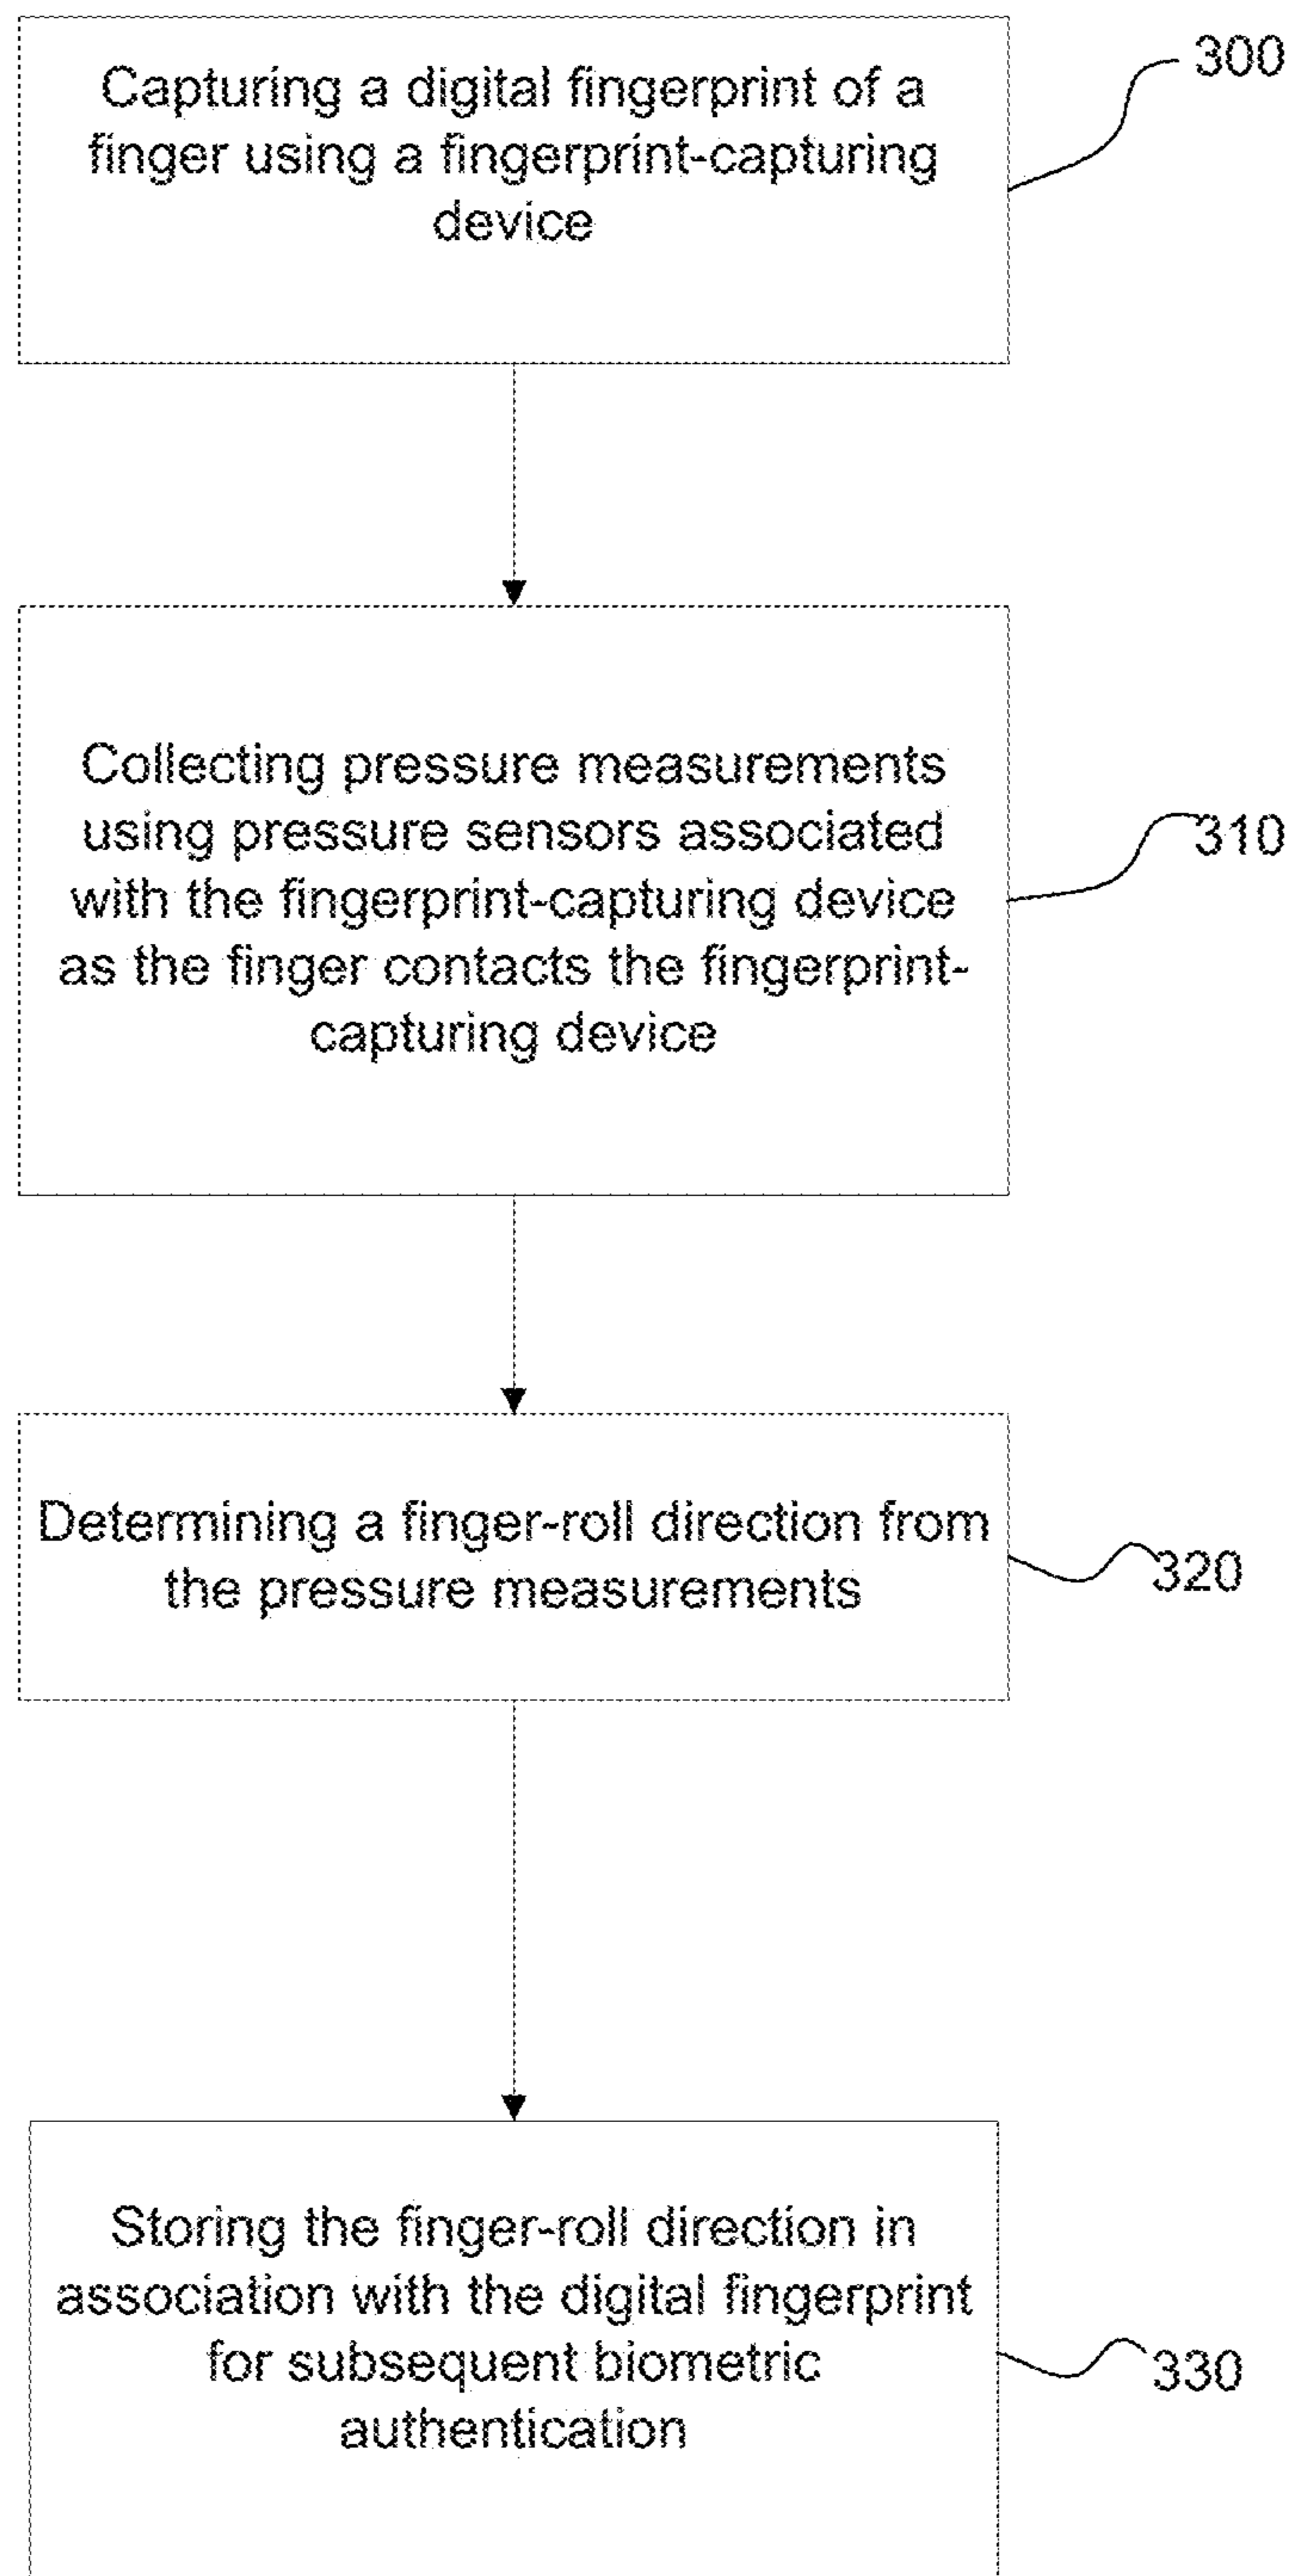 Capturing a digital fingerprint of a
finger using a fingerprint-capturing
device
300
Collecting pressure measurements
using pressure sensors associated
with the fingerprint-capturing device
as the finger contacts the fingerprint-
capturing device
310
Determining a finger-roll direction from
the pressure measurements
320
Storing the finger-roll direction in
association with the digital fingerprint
for subsequent biometric
authentication
330